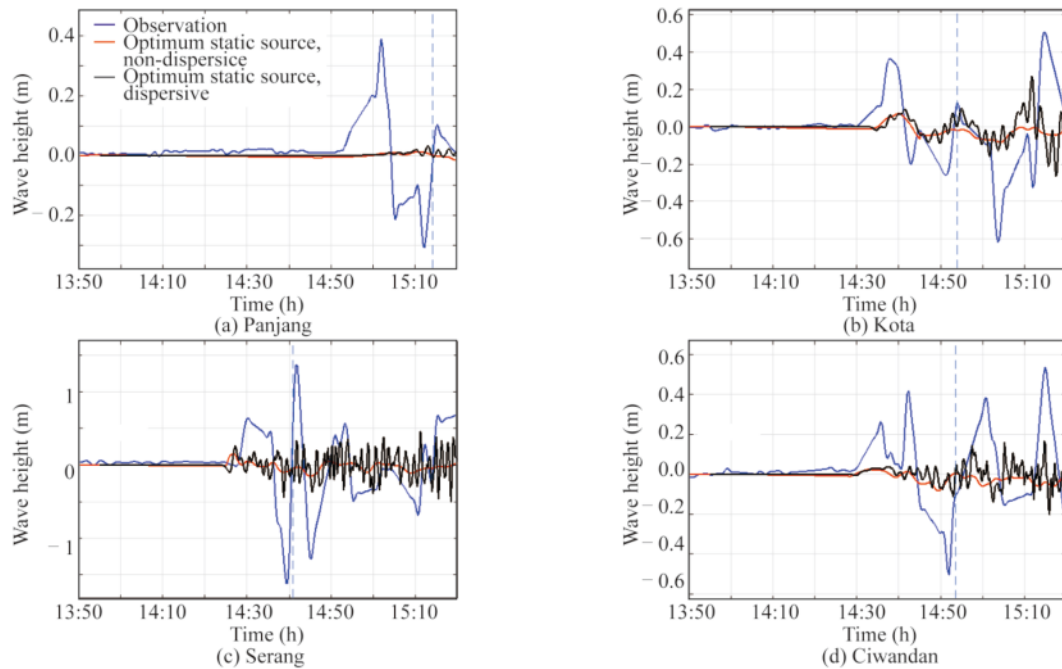 0.4
0.2
0.0
− 0.2
Wave height (m)
Observation
Optimum static source,
non-dispersice
Optimum static source,
dispersive
13:50 14:10 14:30 14:50 15:10
Time (h)
(a) Panjang
0.6
0.4
0.2
0.0
− 0.2
− 0.4
− 0.6
Wave height (m)
13:50 14:10 14:30 14:50 15:10
Time (h)
(b) Kota
1
0
− 1
Wave height (m)
13:50 14:10 14:30 14:50 15:10
Time (h)
(c) Serang
0.6
0.4
0.2
0.0
− 0.2
− 0.4
− 0.6
Wave height (m)
13:50 14:10 14:30 14:50 15:10
Time (h)
(d) Ciwandan